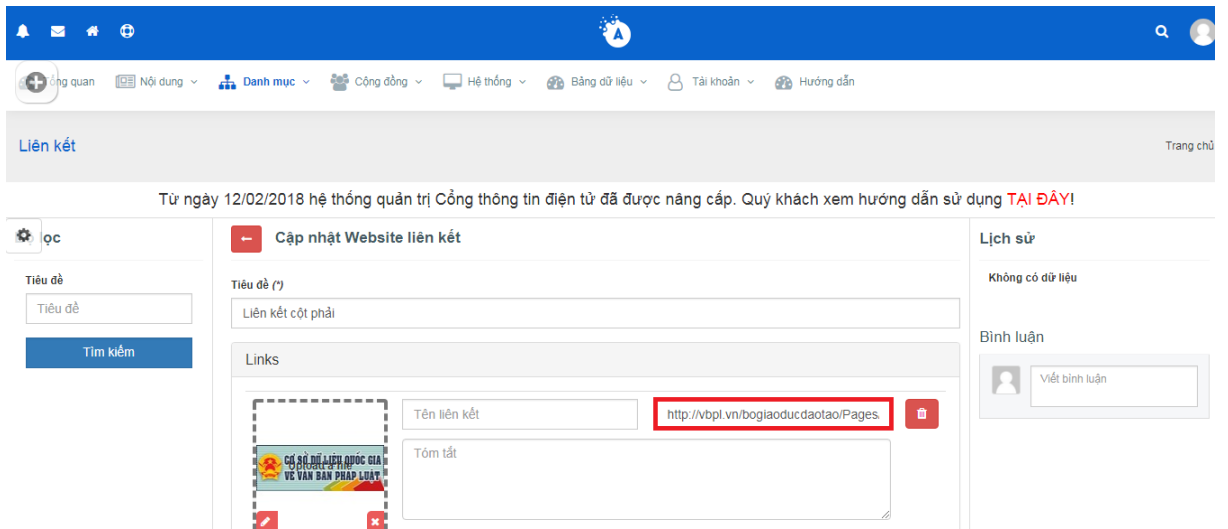 A
ổng quan Nội dung Danh mục Cộng đồng Hệ thống Bảng dữ liệu Tài khoản Hướng dẫn
Liên kết
Trang chủ
Từ ngày 12/02/2018 hệ thống quản trị Cổng thông tin điện tử đã được nâng cấp. Quý khách xem hướng dẫn sử dụng TẠI ĐÂY!
lọc
Tiêu đề
Tiêu đề
Tìm kiếm
Cập nhật Website liên kết
Tiêu đề (*)
Liên kết cột phải
Links
Tên liên kết
http://vbpl.vn/bogiaoducdaotao/Pages.
Tóm tắt
CƠ SỞ DỮ LIỆU QUỐC GIA
Upload a file
VỀ VĂN BẢN PHÁP LUẬT
Lịch sử
Không có dữ liệu
Bình luận
Viết bình luận